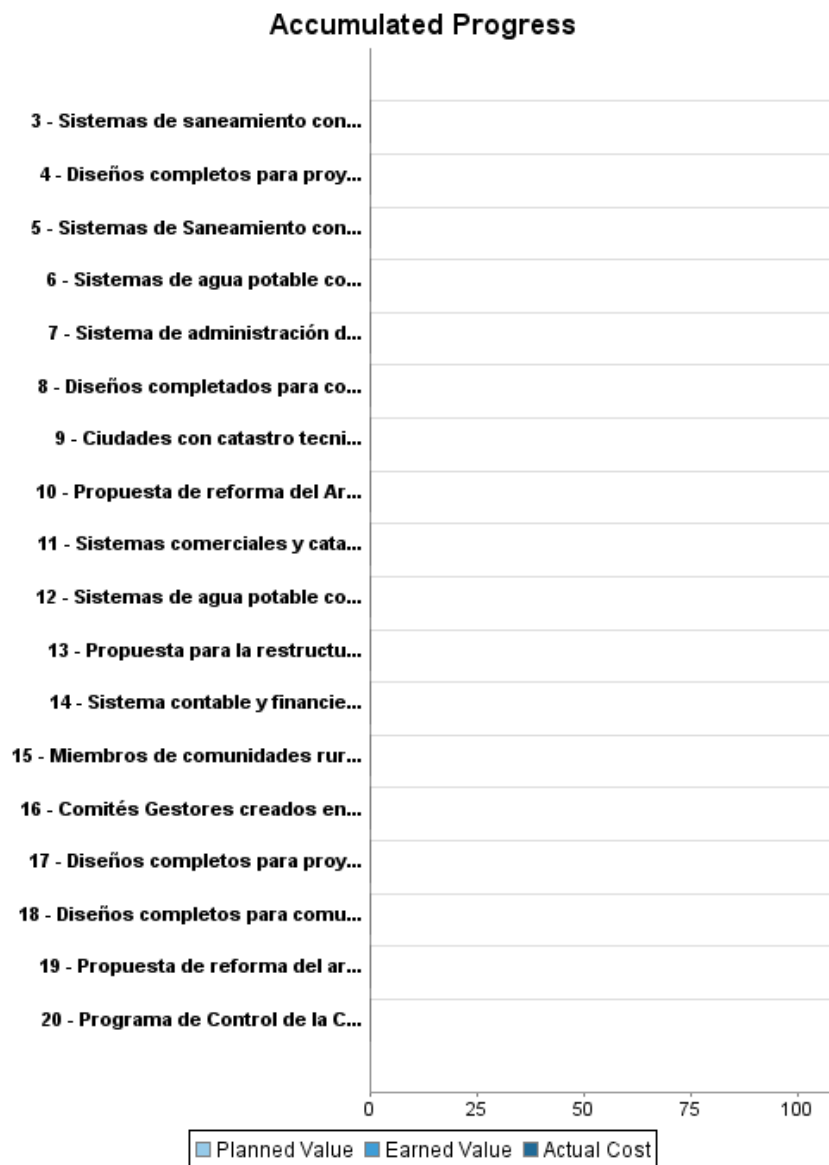 Accumulated Progress
3 - Sistemas de saneamiento con...
4 - Diseños completos para proy...
5 - Sistemas de Saneamiento con...
6 - Sistemas de agua potable co...
7 - Sistema de administración d...
8 - Diseños completados para co...
9 - Ciudades con catastro tecni...
10 - Propuesta de reforma del Ar...
11 - Sistemas comerciales y cata...
12 - Sistemas de agua potable co...
13 - Propuesta para la restructu...
14 - Sistema contable y financie...
15 - Miembros de comunidades rur...
16 - Comités Gestores creados en...
17 - Diseños completos para proy...
18 - Diseños completos para comu...
19 - Propuesta de reforma del ar...
20 - Programa de Control de la C...
0 25 50 75 100
Planned Value Earned Value Actual Cost